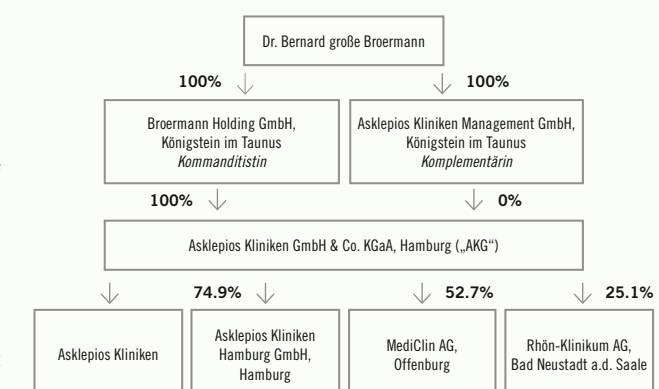 Dr. Bernard große Broermann
100%
100%
Broermann Holding GmbH,
Königstein im Taunus
Kommanditistin
Asklepios Kliniken Management GmbH,
Königstein im Taunus
Komplementärin
100%
0%
Asklepios Kliniken GmbH & Co. KGaA, Hamburg („AKG“)
74.9%
52.7%
25.1%
Asklepios Kliniken
Asklepios Kliniken
Hamburg GmbH,
Hamburg
MediClin AG,
Offenburg
Rhön-Klinikum AG,
Bad Neustadt a.d. Saale